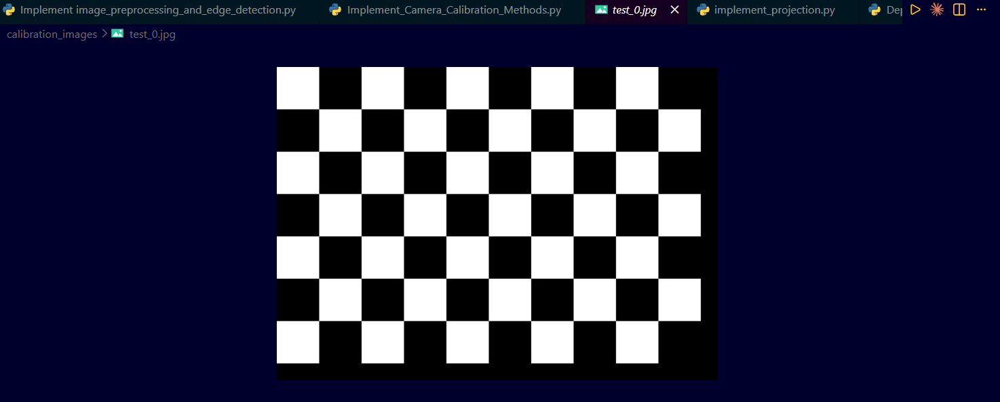 Implement image_preprocessing_and_edge_detection.py Implement_Camera_Calibration_Methods.py test_0.jpg implement_projection.py Dep
calibration_images > test_0.jpg